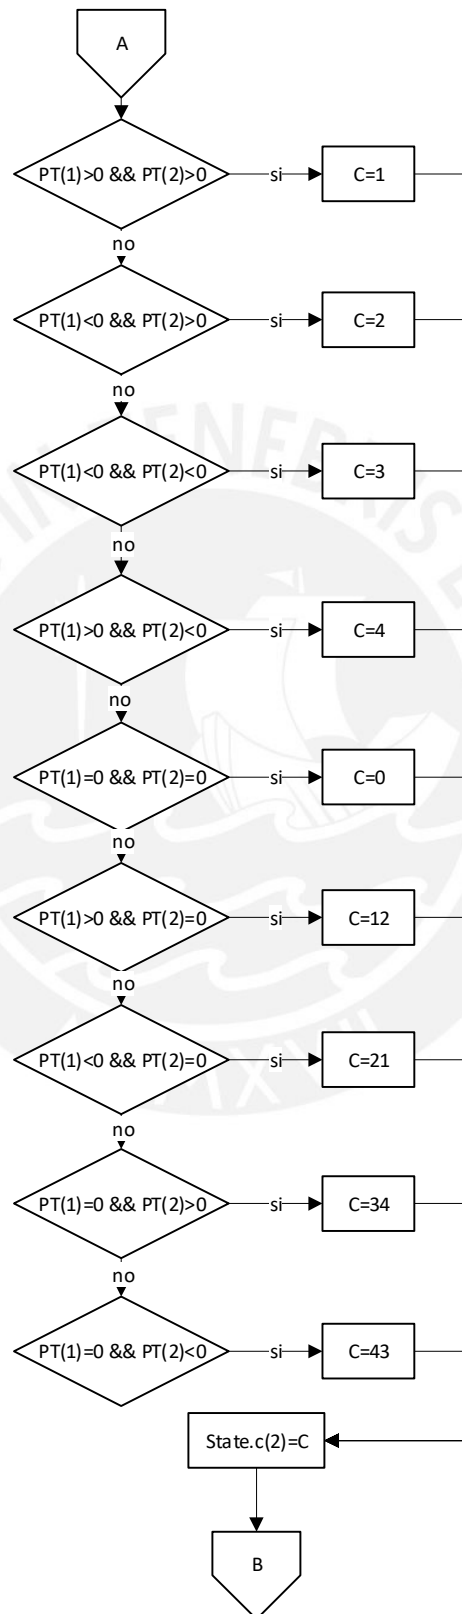 A
PT(1)>0 && PT(2)>0
si
C=1
no
PT(1)<0 && PT(2)>0
si
C=2
no
PT(1)<0 && PT(2)<0
si
C=3
no
PT(1)>0 && PT(2)<0
si
C=4
no
PT(1)=0 && PT(2)=0
si
C=0
no
PT(1)>0 && PT(2)=0
si
C=12
no
PT(1)<0 && PT(2)=0
si
C=21
no
PT(1)=0 && PT(2)>0
si
C=34
no
PT(1)=0 && PT(2)<0
si
C=43
State.c(2)=C
B